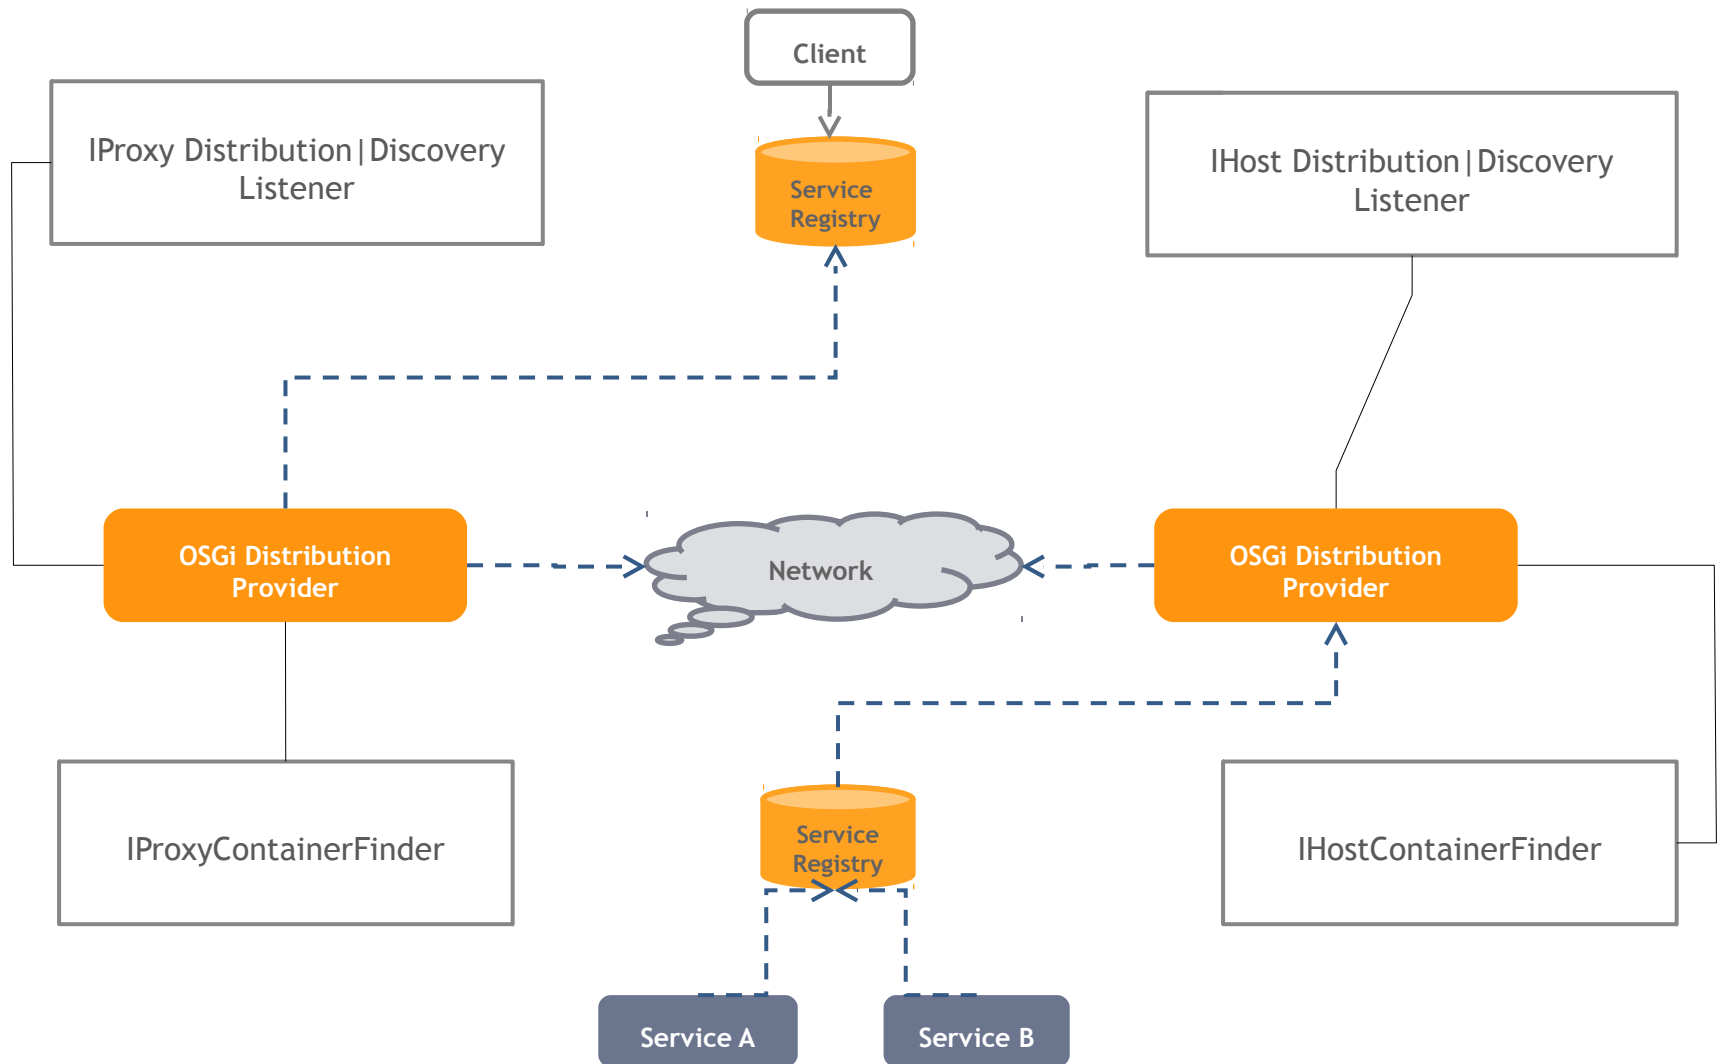 Client
IProxy Distribution|Discovery
Listener
IHost Distribution|Discovery
Listener
Service
Registry
OSGi Distribution
Provider
Network
OSGi Distribution
Provider
IProxyContainerFinder
Service
Registry
IHostContainerFinder
Service A
Service B